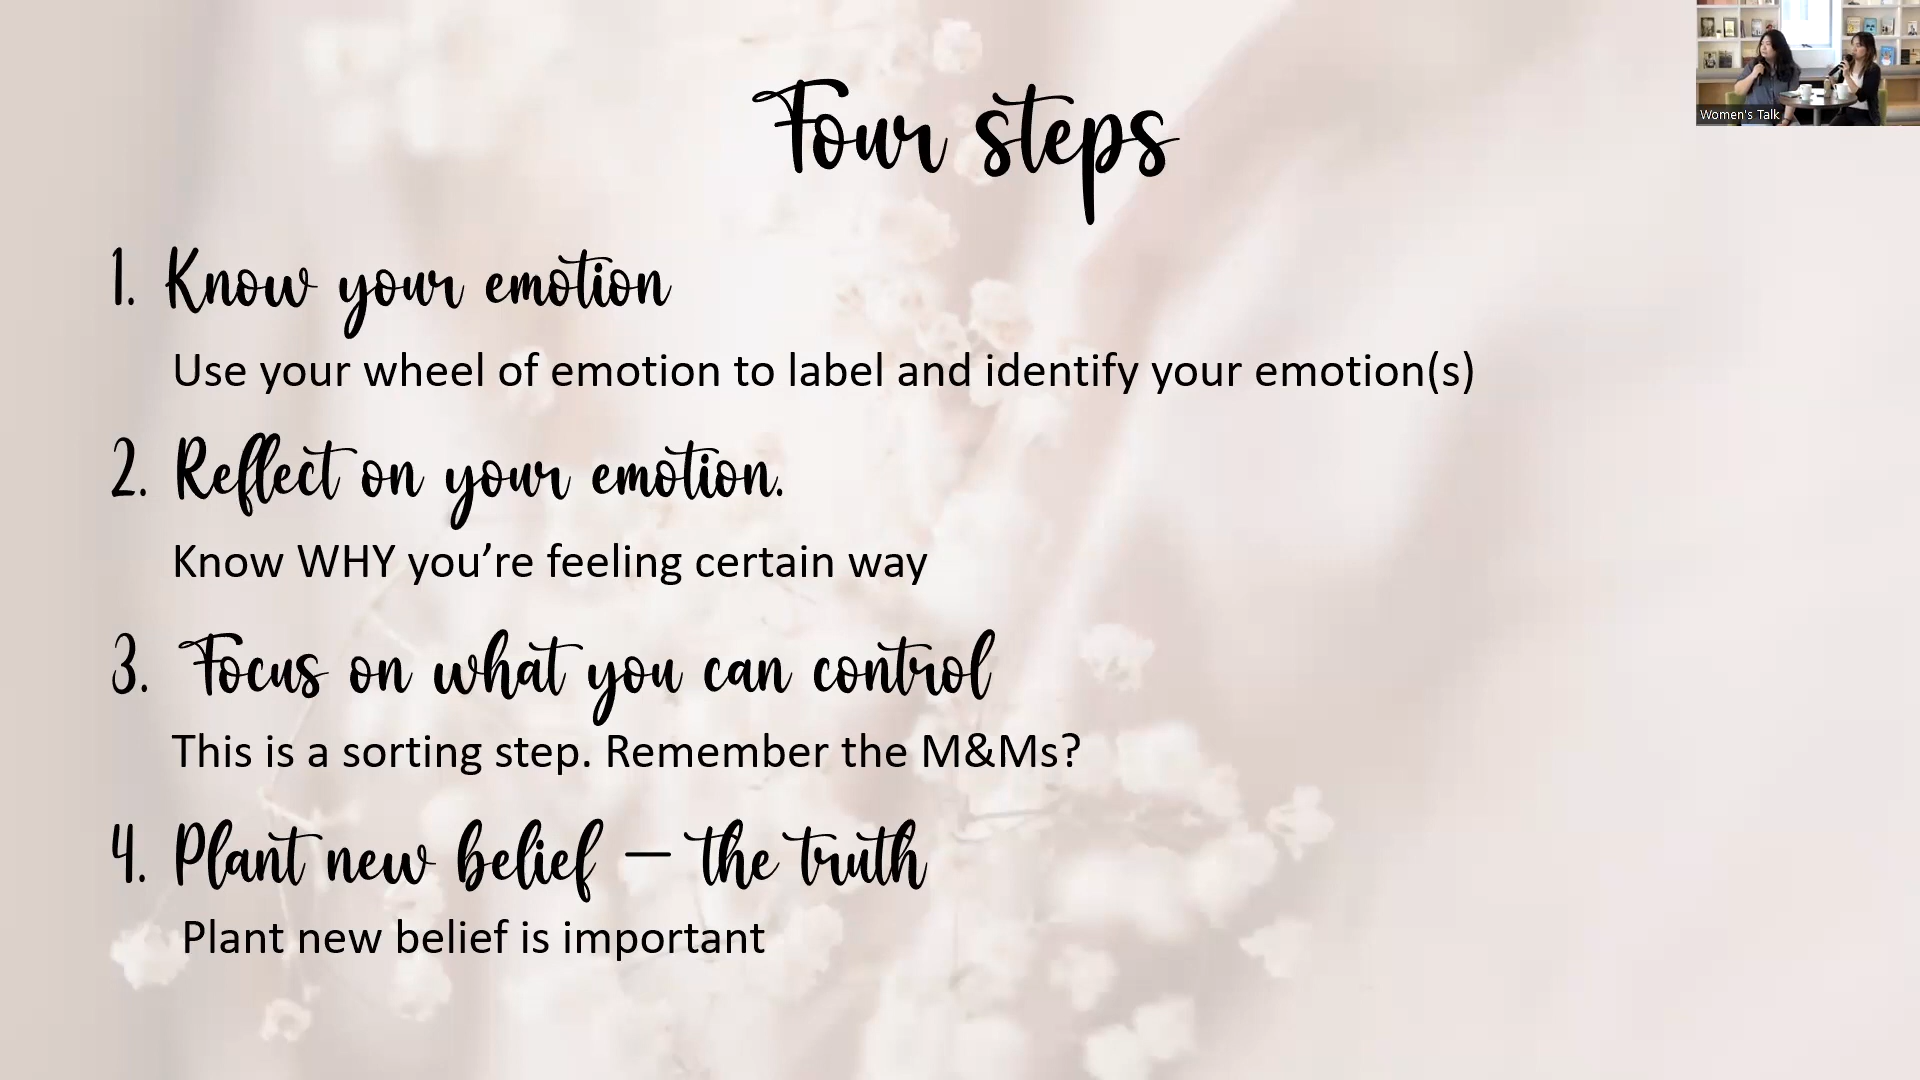 Four steps
Women's Talk
1. Know your emotion
Use your wheel of emotion to label and identify your emotion(s)
2. Reflect on your emotion.
Know WHY you’re feeling certain way
3. Focus on what you can control
This is a sorting step. Remember the M&Ms?
4. Plant new belief – the truth
Plant new belief is important